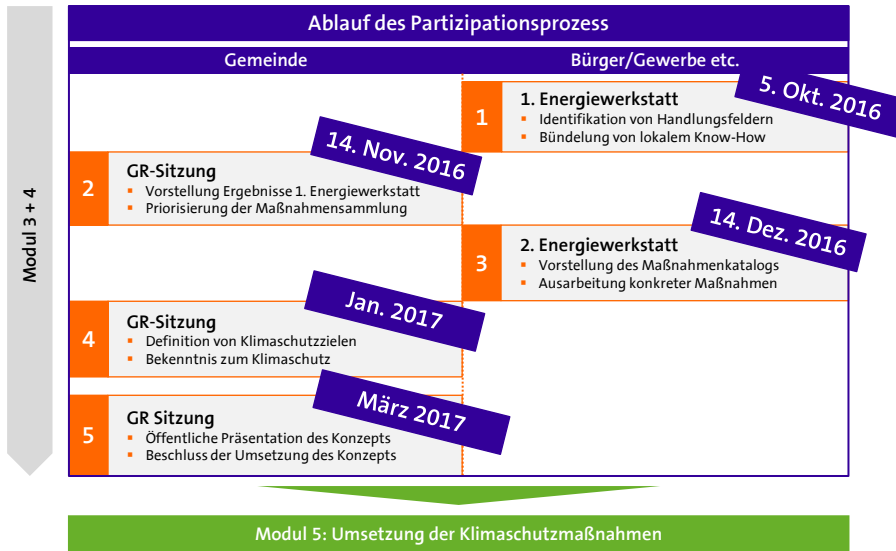 Ablauf des Partizipationsprozess
Gemeinde
Bürger/Gewerbe etc.
Modul 3 + 4
1
1. Energiewerkstatt
▪ Identifikation von Handlungsfeldern
▪ Bündelung von lokalem Know-How
5. Okt. 2016
2
GR-Sitzung
▪ Vorstellung Ergebnisse 1. Energiewerkstatt
▪ Priorisierung der Maßnahmensammlung
14. Nov. 2016
3
2. Energiewerkstatt
▪ Vorstellung des Maßnahmenkatalogs
▪ Ausarbeitung konkreter Maßnahmen
14. Dez. 2016
4
GR-Sitzung
▪ Definition von Klimaschutzzielen
▪ Bekenntnis zum Klimaschutz
Jan. 2017
5
GR Sitzung
▪ Öffentliche Präsentation des Konzepts
▪ Beschluss der Umsetzung des Konzepts
März 2017
Modul 5: Umsetzung der Klimaschutzmaßnahmen